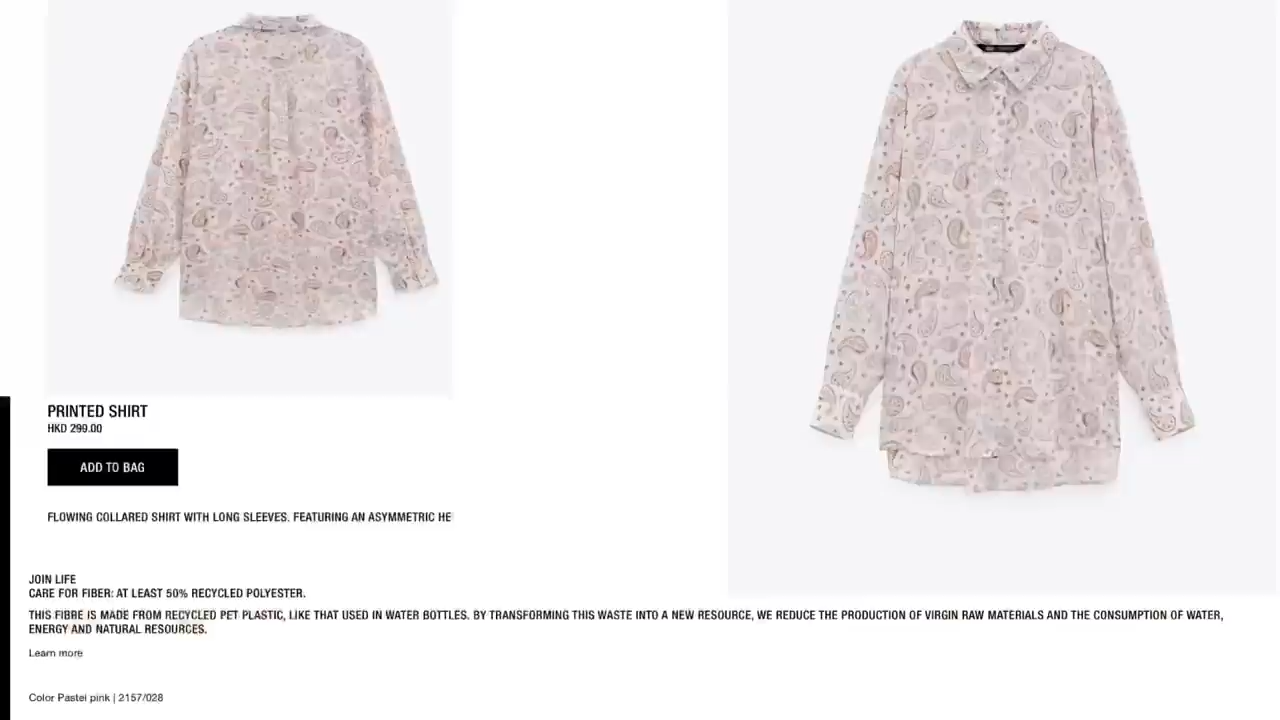 PRINTED SHIRT
HKD 299.00
ADD TO BAG
FLOWING COLLARED SHIRT WITH LONG SLEEVES. FEATURING AN ASYMMETRIC HE
JOIN LIFE
CARE FOR FIBER: AT LEAST 50% RECYCLED POLYESTER.
THIS FIBRE IS MADE FROM RECYCLED PET PLASTIC, LIKE THAT USED IN WATER BOTTLES. BY TRANSFORMING THIS WASTE INTO A NEW RESOURCE, WE REDUCE THE PRODUCTION OF VIRGIN RAW MATERIALS AND THE CONSUMPTION OF WATER,
ENERGY AND NATURAL RESOURCES.
Learn more
Color Pastel pink | 2157/028